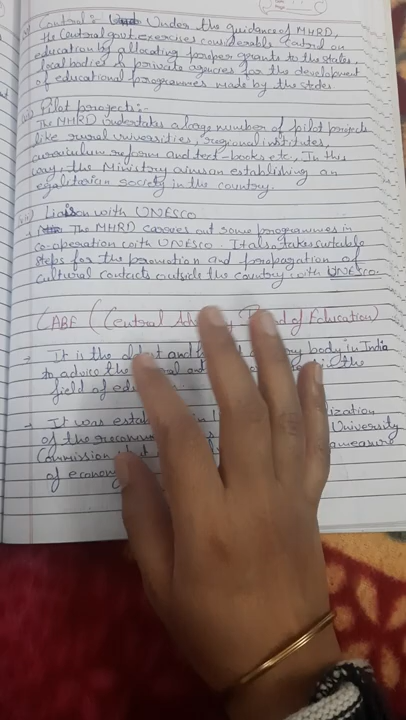 Control :- Under the guidance of MHRD,
the Central govt. exercises considerable control on
education by allocating proper grants to the states,
local bodies & private agencies for the development
of educational programmes made by the states
Pilot project :-
The MHRD undertakes a large number of pilot projects
like rural universities, regional institutes,
curriculum reform and text-books etc., In this
way, the Ministry aims on establishing an
egalitarian society in the country.
Liaison with UNESCO
The MHRD carries out some programmes in
co-operation with UNESCO. It also takes suitable
steps for the promotion and propagation of
cultural contacts outside the country with UNESCO.
CABE (Central of Education)
→ It is the oldest and body in India
to advice the and the
field of
→ It was in
of the University
Commission measure
of